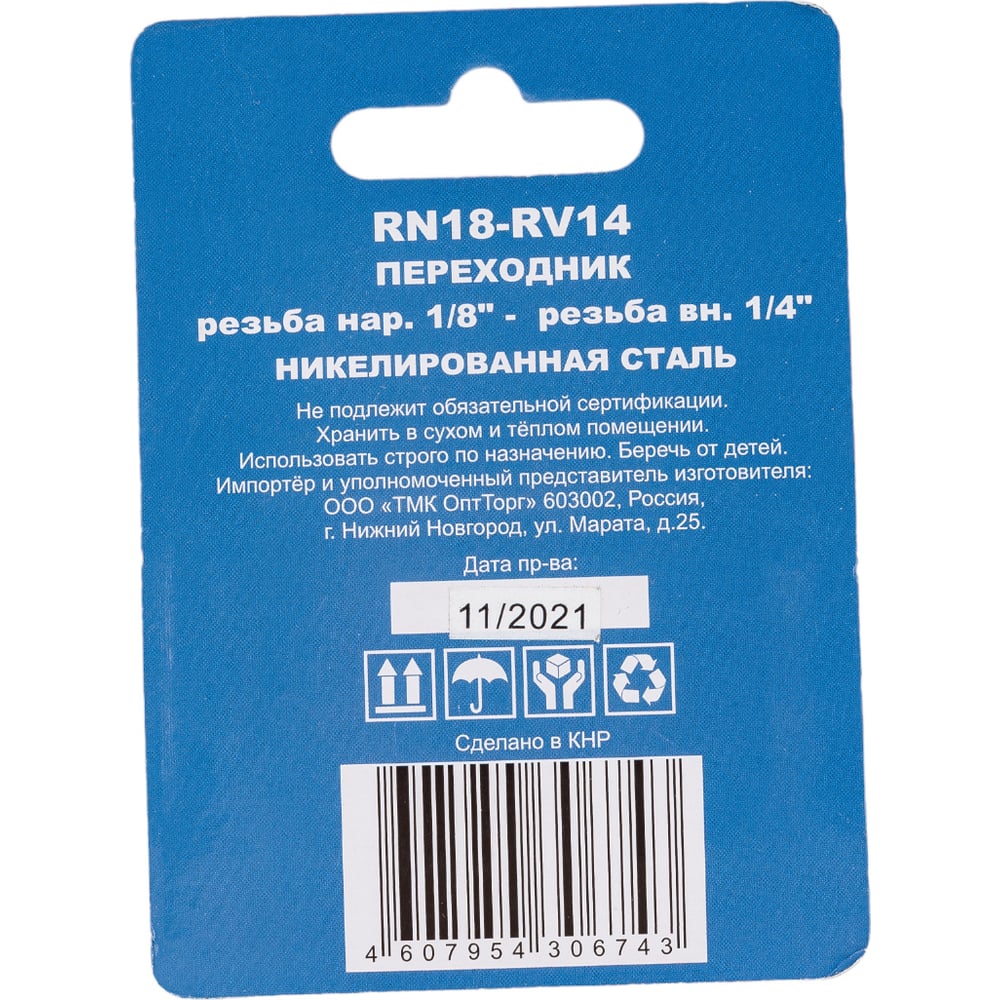 RN18-RV14
ПЕРЕХОДНИК
резьба нар. 1/8" - резьба вн. 1/4"
НИКЕЛИРОВАННАЯ СТАЛЬ
Не подлежит обязательной сертификации.
Хранить в сухом и тёплом помещении.
Использовать строго по назначению. Беречь от детей.
Импортёр и уполномоченный представитель изготовителя:
ООО «ТМК ОптТорг» 603002, Россия,
г. Нижний Новгород, ул. Марата, д.25.
Дата пр-ва:
11/2021
Сделано в КНР
4 607954 306743